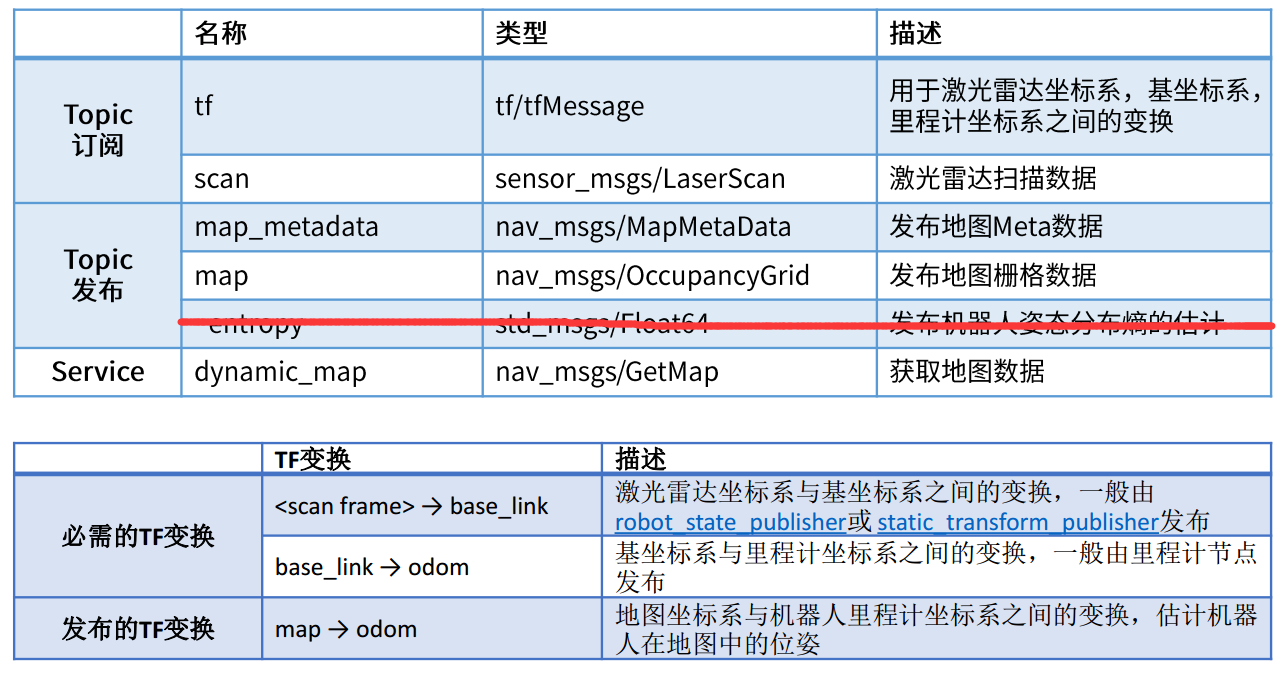 名称 类型 描述
Topic
订阅
tf tf/tfMessage 用于激光雷达坐标系，基坐标系，
里程计坐标系之间的变换
scan sensor_msgs/LaserScan 激光雷达扫描数据
Topic
发布
map_metadata nav_msgs/MapMetaData 发布地图Meta数据
map nav_msgs/OccupancyGrid 发布地图栅格数据
entropy std_msgs/Float64 发布机器人姿态分布熵的估计
Service dynamic_map nav_msgs/GetMap 获取地图数据
TF变换 描述
必需的TF变换
<scan frame> → base_link 激光雷达坐标系与基坐标系之间的变换，一般由
robot_state_publisher或 static_transform_publisher发布
base_link → odom 基坐标系与里程计坐标系之间的变换，一般由里程计节点
发布
发布的TF变换 map → odom 地图坐标系与机器人里程计坐标系之间的变换，估计机器
人在地图中的位姿